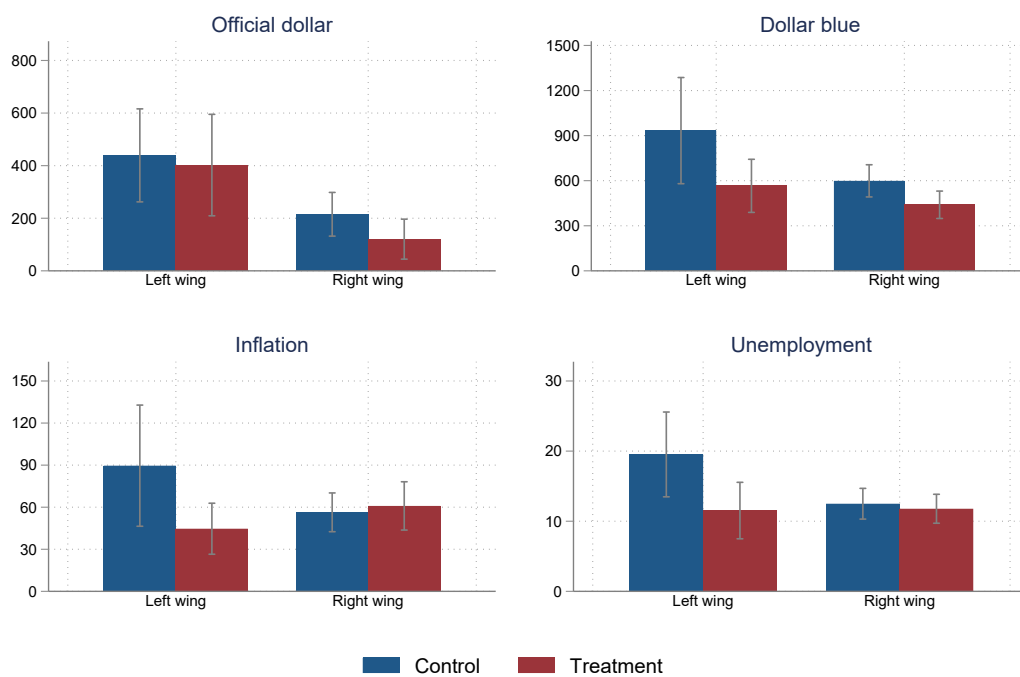 Official dollar
800
600
400
200
0
Left wing Right wing
Dollar blue
1500
1200
900
600
300
0
Left wing Right wing
Inflation
150
120
90
60
30
0
Left wing Right wing
Unemployment
30
20
10
0
Left wing Right wing
Control Treatment